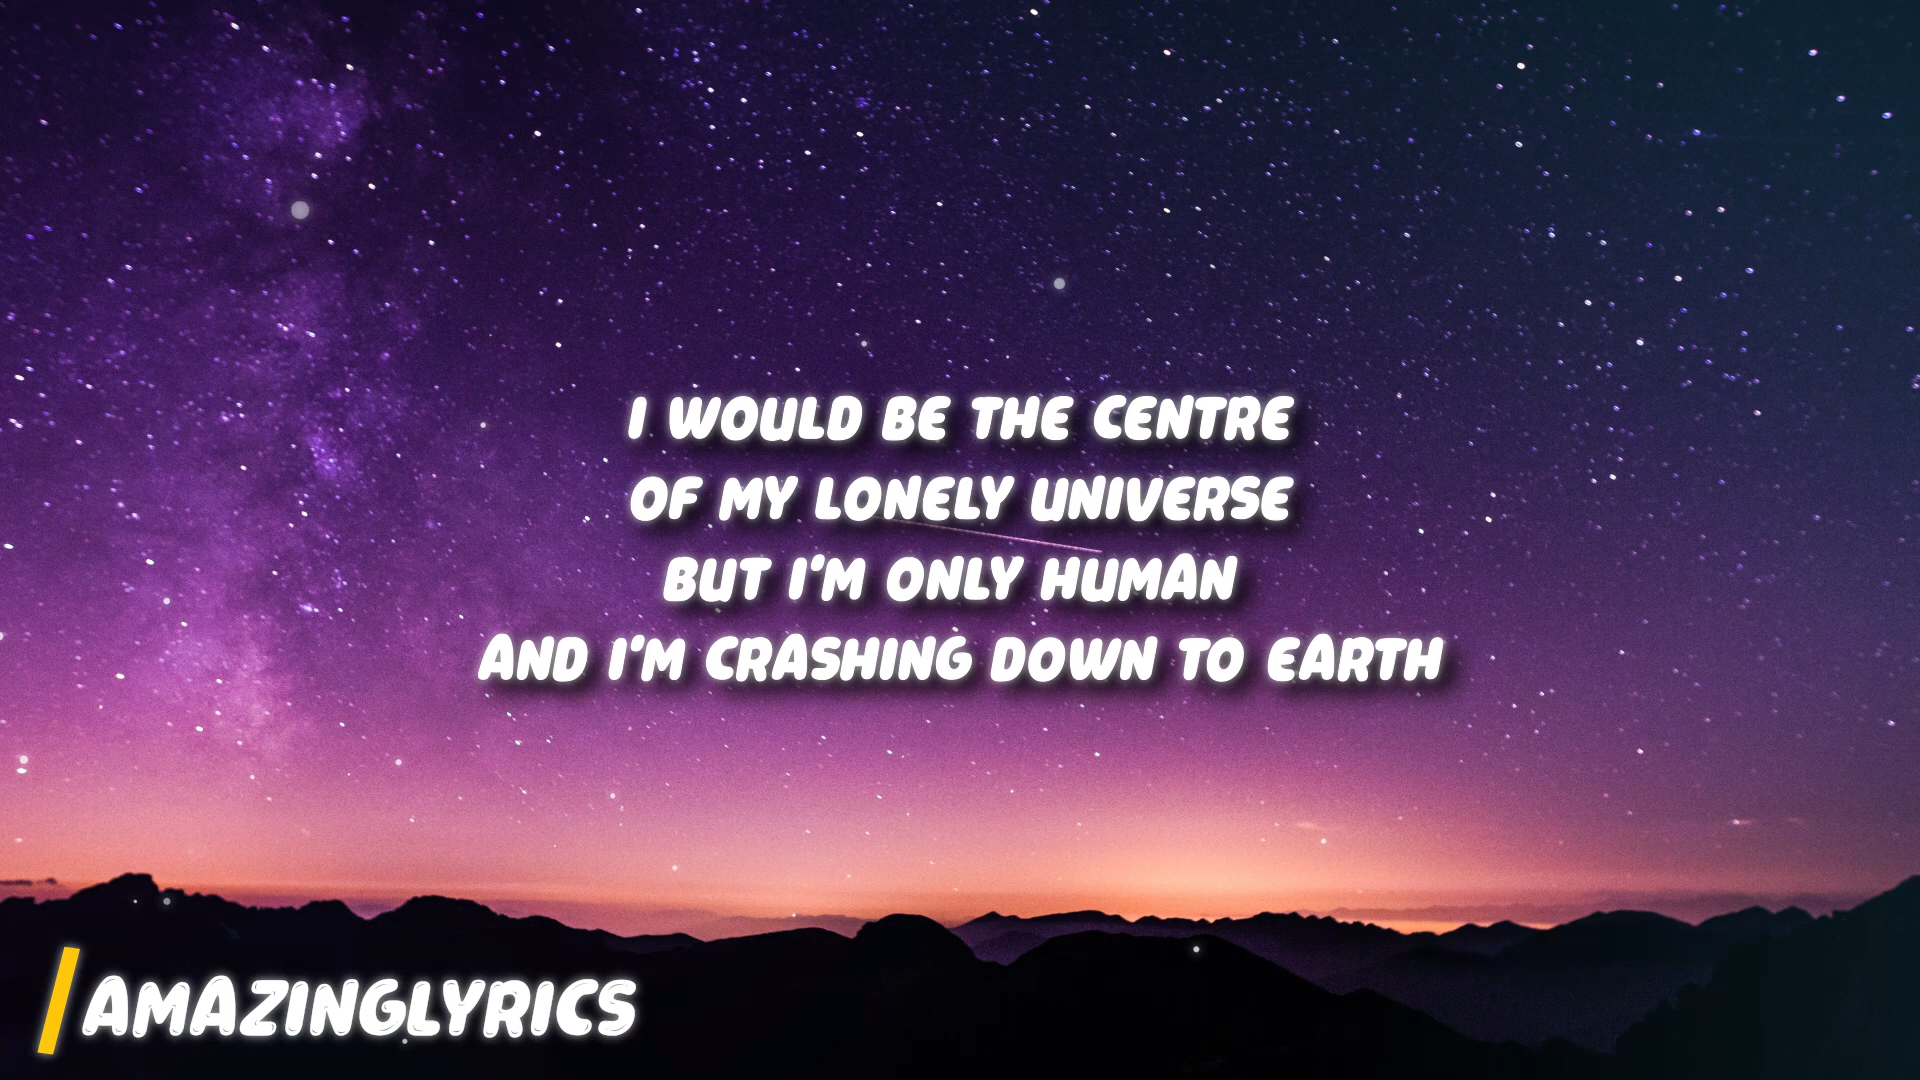 I WOULD BE THE CENTRE
OF MY LONELY UNIVERSE
BUT I'M ONLY HUMAN
AND I'M CRASHING DOWN TO EARTH
AMAZINGLYRICS